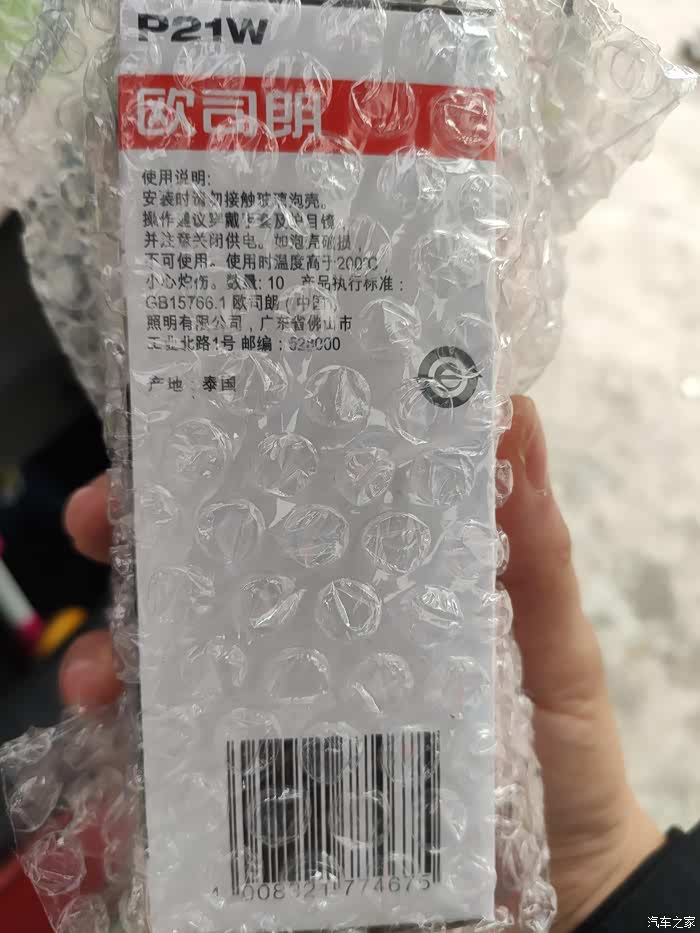 P21W
欧司朗
使用说明:
安装时请勿接触玻璃泡壳。
操作建议穿戴手套及护目镜，
并注意关闭供电。如泡壳破损，
不可使用。使用时温度高于200℃，
小心灼伤。数量: 10 产品执行标准：
GB15766.1 欧司朗（中国）
照明有限公司，广东省佛山市
工业北路1号 邮编：528000
产地：泰国
4 008321 774675
汽车之家